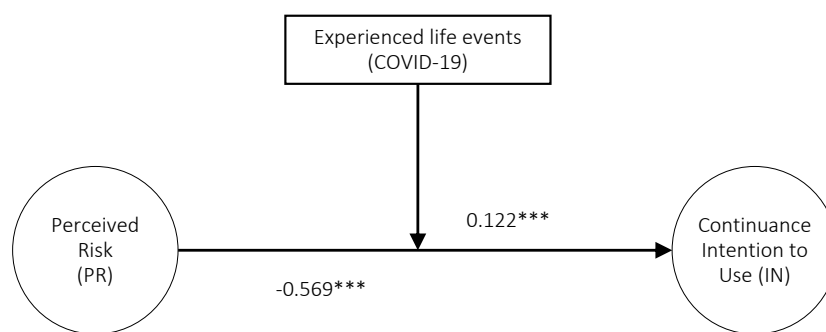 Experienced life events
(COVID-19)
0.122***
Perceived
Risk
(PR)
Continuance
Intention to
Use (IN)
-0.569***